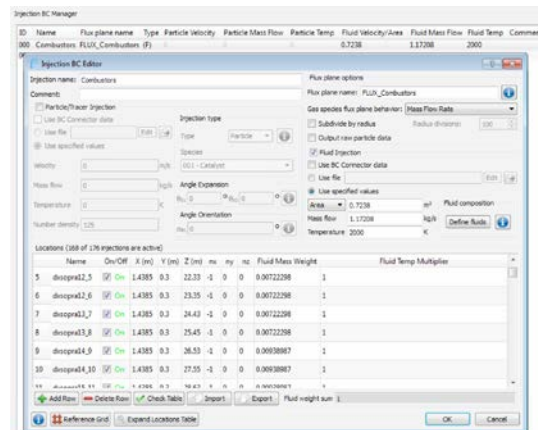 Injection BC Manager
ID Name Flux plane name Type Particle Velocity Particle Mass Flow Particle Temp Fluid Velocity/Area Fluid Mass Flow Fluid Temp Commen
000 Combustors FLUX_Combustors (F) 0.7238 1.17208 2000
Injection BC Editor
Injection name: Combustors
Comment:
Particle/Tracer Injection
Use BC Connector data
Use file Edit
Use specified values
Velocity 0 m/s
Mass flow 0 kg/s
Temperature 0 K
Number density 125
Injection type
Type Particle
Species
001 - Catalyst
Angle Expansion
Angle Orientation
Flux plane options
Flux plane name: FLUX_Combustors
Gas species flux plane behavior: Mass Flow Rate
Subdivide by radius Radius divisions: 100
Output raw particle data
Fluid Injection
Use BC Connector data
Use file Edit
Use specified values
Area 0.7238 m² Fluid composition
Mass flow 1.17208 kg/s Define fluids
Temperature 2000 K
Locations (168 of 176 injections are active)
Name On/Off X (m) Y (m) Z (m) nx ny nz Fluid Mass Weight Fluid Temp Multiplier
5 dvsopra12_5 On 1.4385 0.3 22.33 -1 0 0 0.00722298 1
6 dvsopra12_6 On 1.4385 0.3 23.35 -1 0 0 0.00722298 1
7 dvsopra13_7 On 1.4385 0.3 24.43 -1 0 0 0.00722298 1
8 dvsopra13_8 On 1.4385 0.3 25.45 -1 0 0 0.00722298 1
9 dvsopra14_9 On 1.4385 0.3 26.53 -1 0 0 0.00938987 1
10 dvsopra14_10 On 1.4385 0.3 27.55 -1 0 0 0.00938987 1
Add Row Delete Row Check Table Import Export Fluid weight sum 1
Reference Grid Expand Locations Table OK Cancel